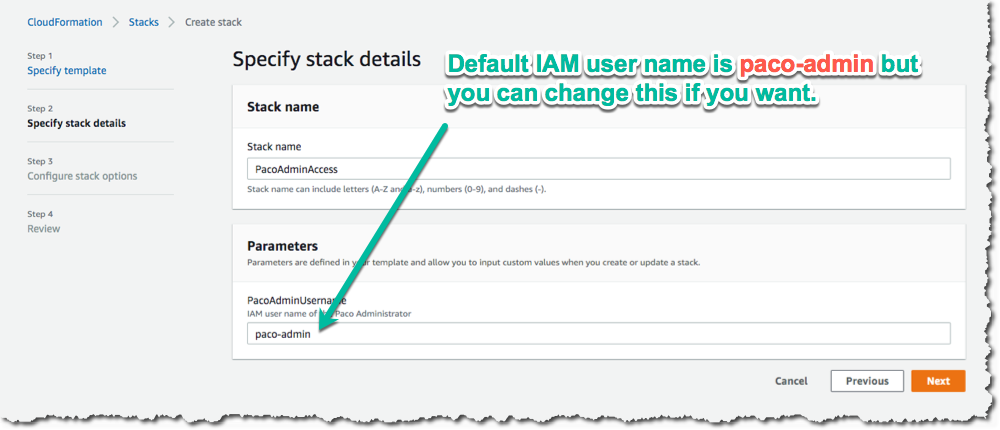 CloudFormation > Stacks > Create stack
Step 1
Specify template
Step 2
Specify stack details
Step 3
Configure stack options
Step 4
Review
Specify stack details
Default IAM user name is paco-admin but
you can change this if you want.
Stack name
Stack name
PacoAdminAccess
Stack name can include letters (A-Z and a-z), numbers (0-9), and dashes (-).
Parameters
Parameters are defined in your template and allow you to input custom values when you create or update a stack.
PacoAdminUsername
IAM user name of the Paco Administrator
paco-admin
Cancel
Previous
Next